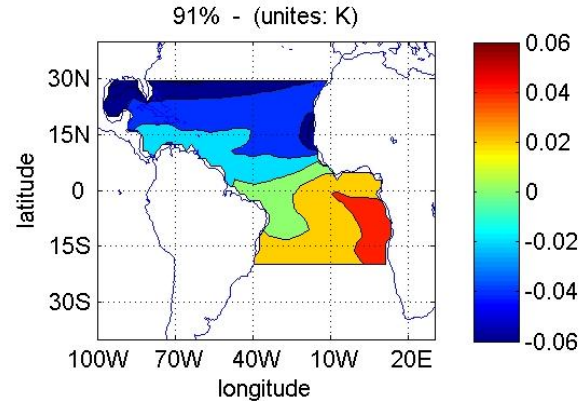 91% - (unites: K)
30N
15N
0
15S
30S
latitude
100W 70W 40W 10W 20E
longitude
0.06
0.04
0.02
0
-0.02
-0.04
-0.06